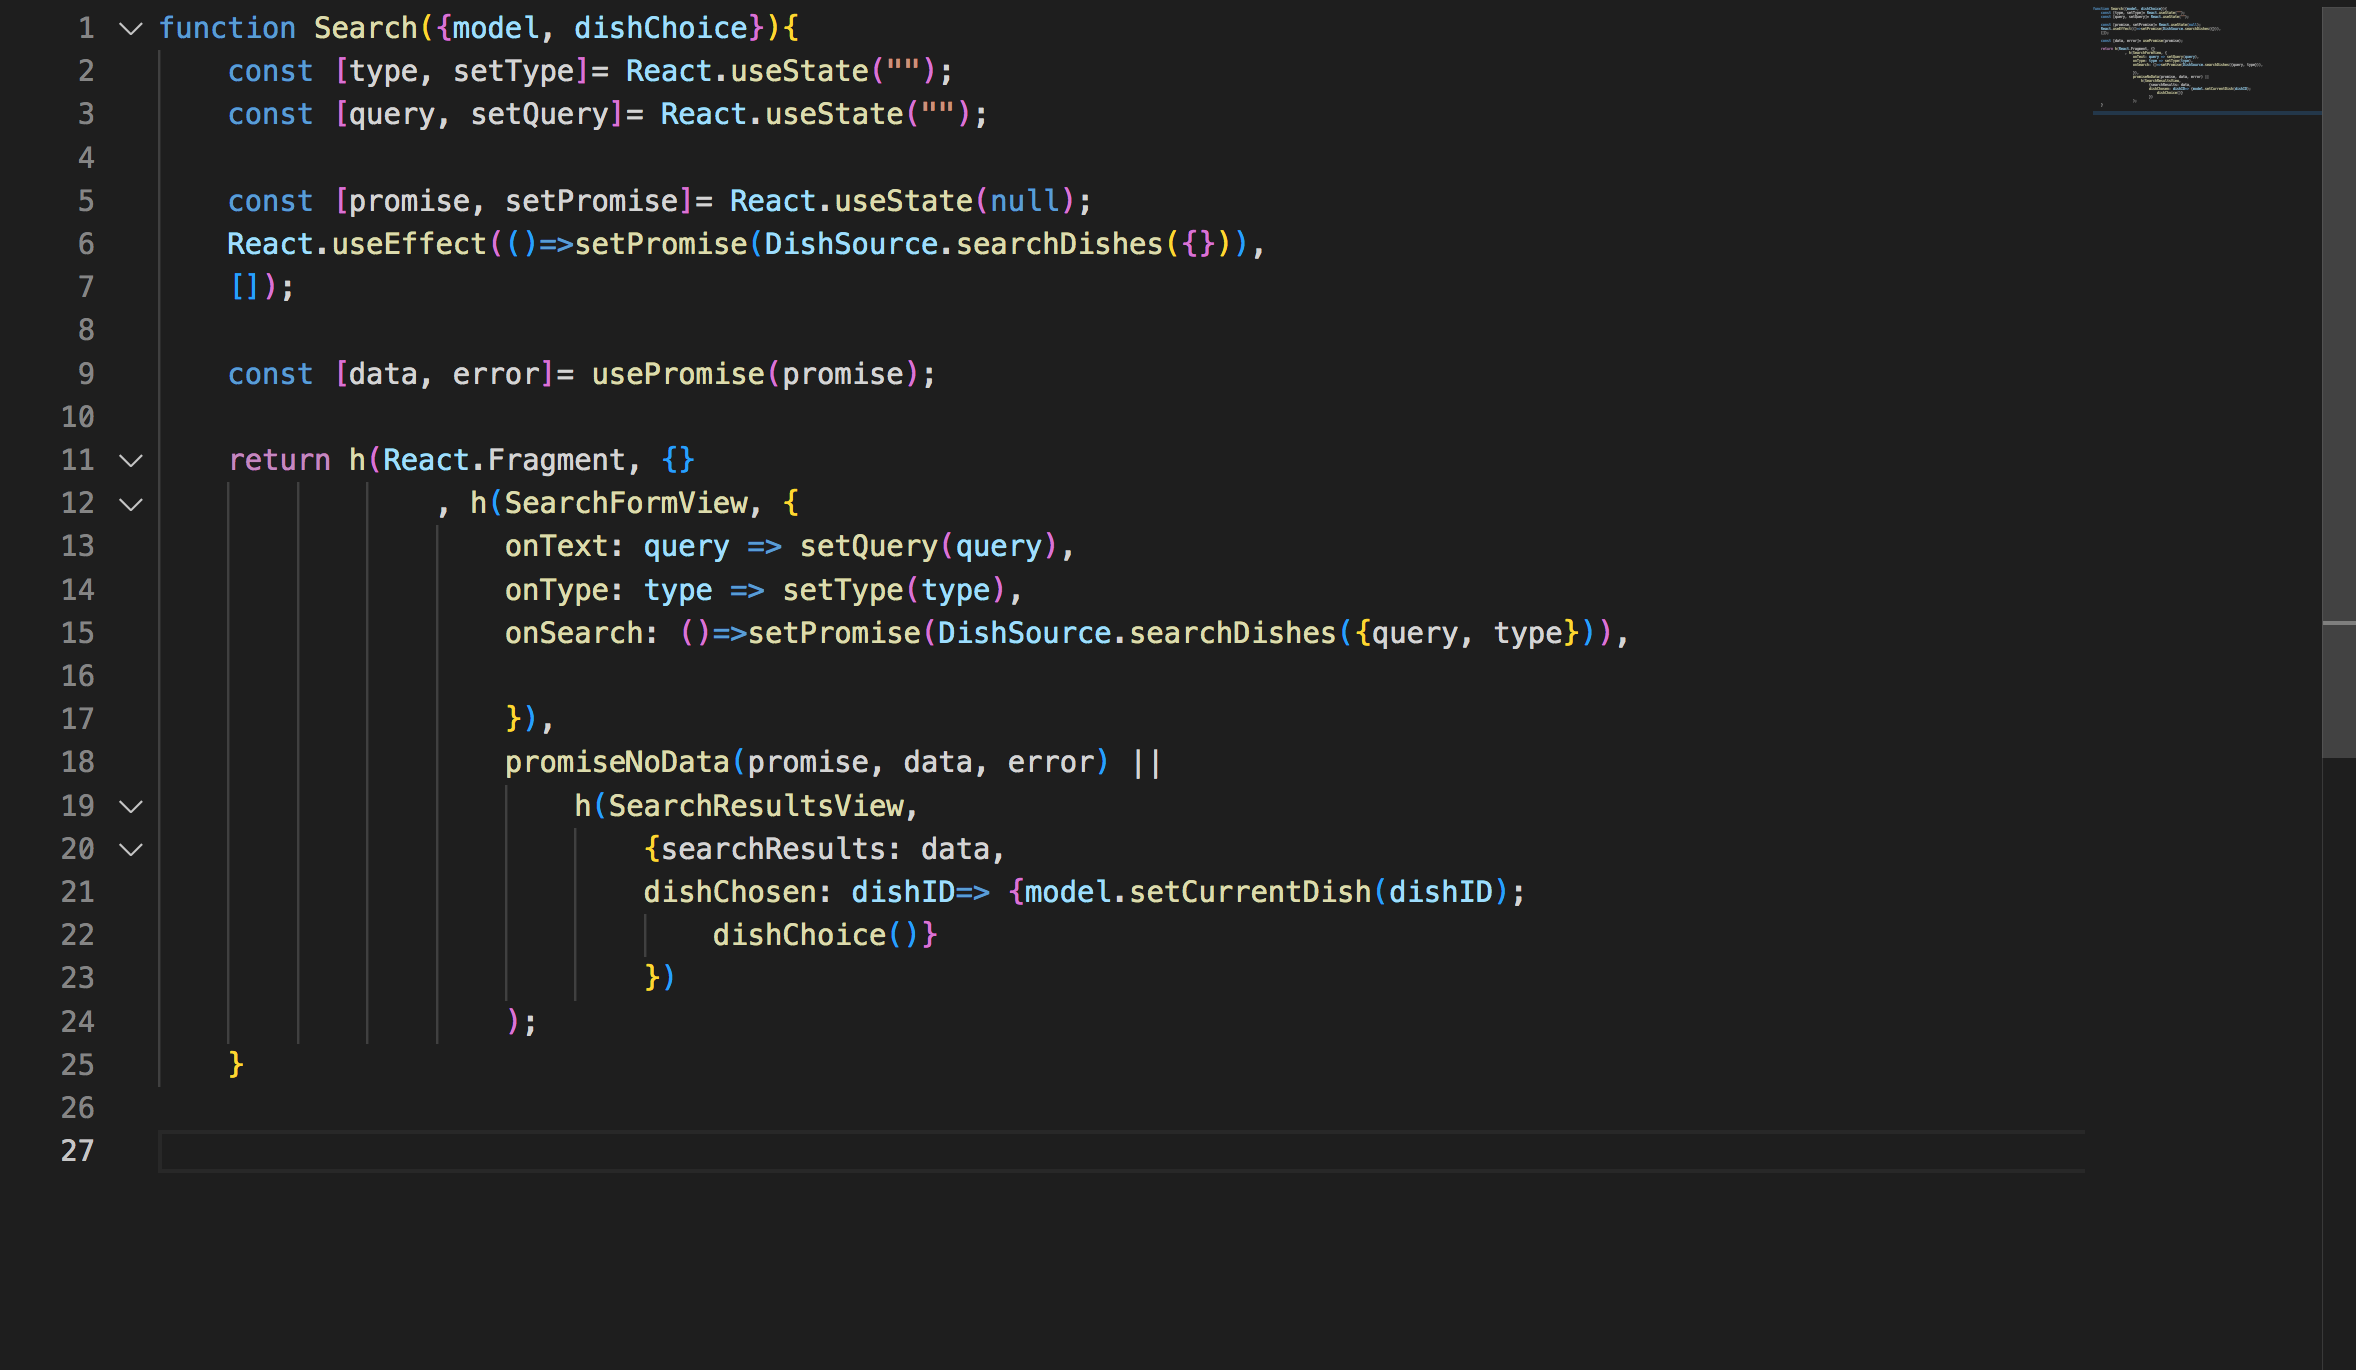 1 function Search({model, dishChoice}){
2     const [type, setType]= React.useState("");
3     const [query, setQuery]= React.useState("");
4
5     const [promise, setPromise]= React.useState(null);
6     React.useEffect(()=>setPromise(DishSource.searchDishes({})),
7     []);
8
9     const [data, error]= usePromise(promise);
10
11     return h(React.Fragment, {}
12                 , h(SearchFormView, {
13                     onText: query => setQuery(query),
14                     onType: type => setType(type),
15                     onSearch: ()=>setPromise(DishSource.searchDishes({query, type})),
16
17                     }),
18                     promiseNoData(promise, data, error) ||
19                         h(SearchResultsView,
20                             {searchResults: data,
21                             dishChosen: dishID=> {model.setCurrentDish(dishID);
22                                 dishChoice()}
23                             })
24                     );
25     }
26
27